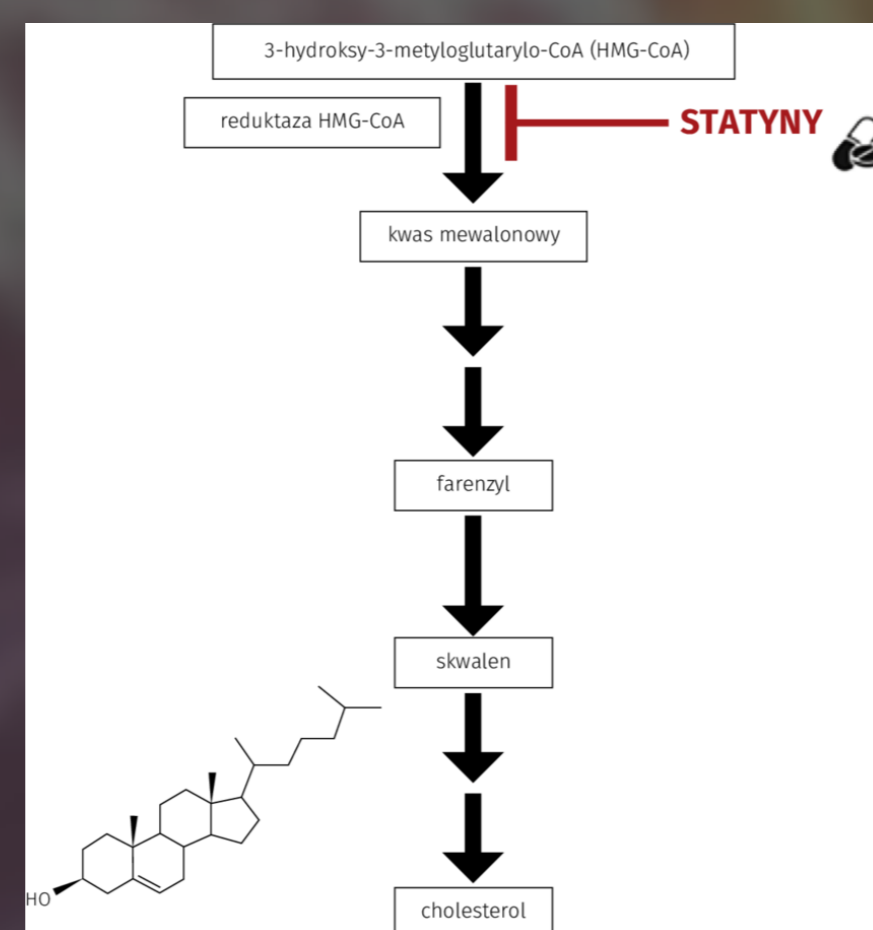 3-hydroksy-3-metyloglutarylo-CoA (HMG-CoA)
reduktaza HMG-CoA
STATYNY
kwas mewalonowy
farenzyl
skwalen
HO
cholesterol